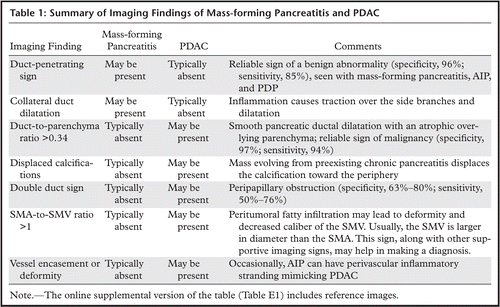 Table 1: Summary of Imaging Findings of Mass-forming Pancreatitis and PDAC
Imaging Finding
Mass-forming
Pancreatitis
PDAC
Comments
Duct-penetrating
sign
May be
present
Typically
absent
Reliable sign of a benign abnormality (specificity, 96%;
sensitivity, 85%), seen with mass-forming pancreatitis, AIP,
and PDP
Collateral duct
dilatation
May be
present
Typically
absent
Inflammation causes traction over the side branches and
dilatation
Duct-to-parenchyma
ratio >0.34
Typically
absent
May be
present
Smooth pancreatic ductal dilatation with an atrophic over-
lying parenchyma; reliable sign of malignancy (specificity,
97%; sensitivity, 94%)
Displaced calcifica-
tions
Typically
absent
May be
present
Mass evolving from preexisting chronic pancreatitis displaces
the calcification toward the periphery
Double duct sign
Typically
absent
May be
present
Peripapillary obstruction (specificity, 63%–80%; sensitivity,
50%–76%)
SMA-to-SMV ratio
>1
Typically
absent
May be
present
Peritumoral fatty infiltration may lead to deformity and
decreased caliber of the SMV. Usually, the SMV is larger
in diameter than the SMA. This sign, along with other sup-
portive imaging signs, may help in making a diagnosis.
Vessel encasement or
deformity
Typically
absent
May be
present
Occasionally, AIP can have perivascular inflammatory
stranding mimicking PDAC
Note.—The online supplemental version of the table (Table E1) includes reference images.